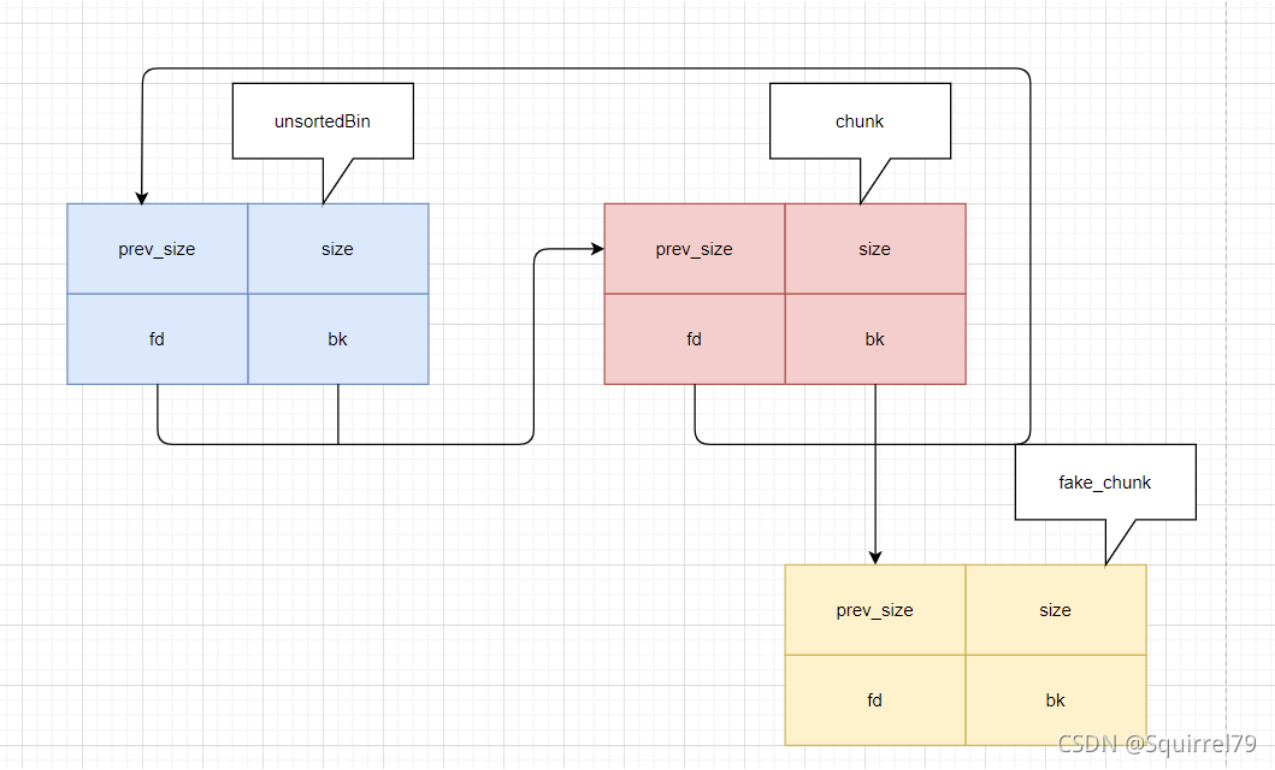 unsortedBin
chunk
prev_size
size
prev_size
size
fd
bk
fd
bk
fake_chunk
prev_size
size
fd
bk
CSDN @Squirrel79